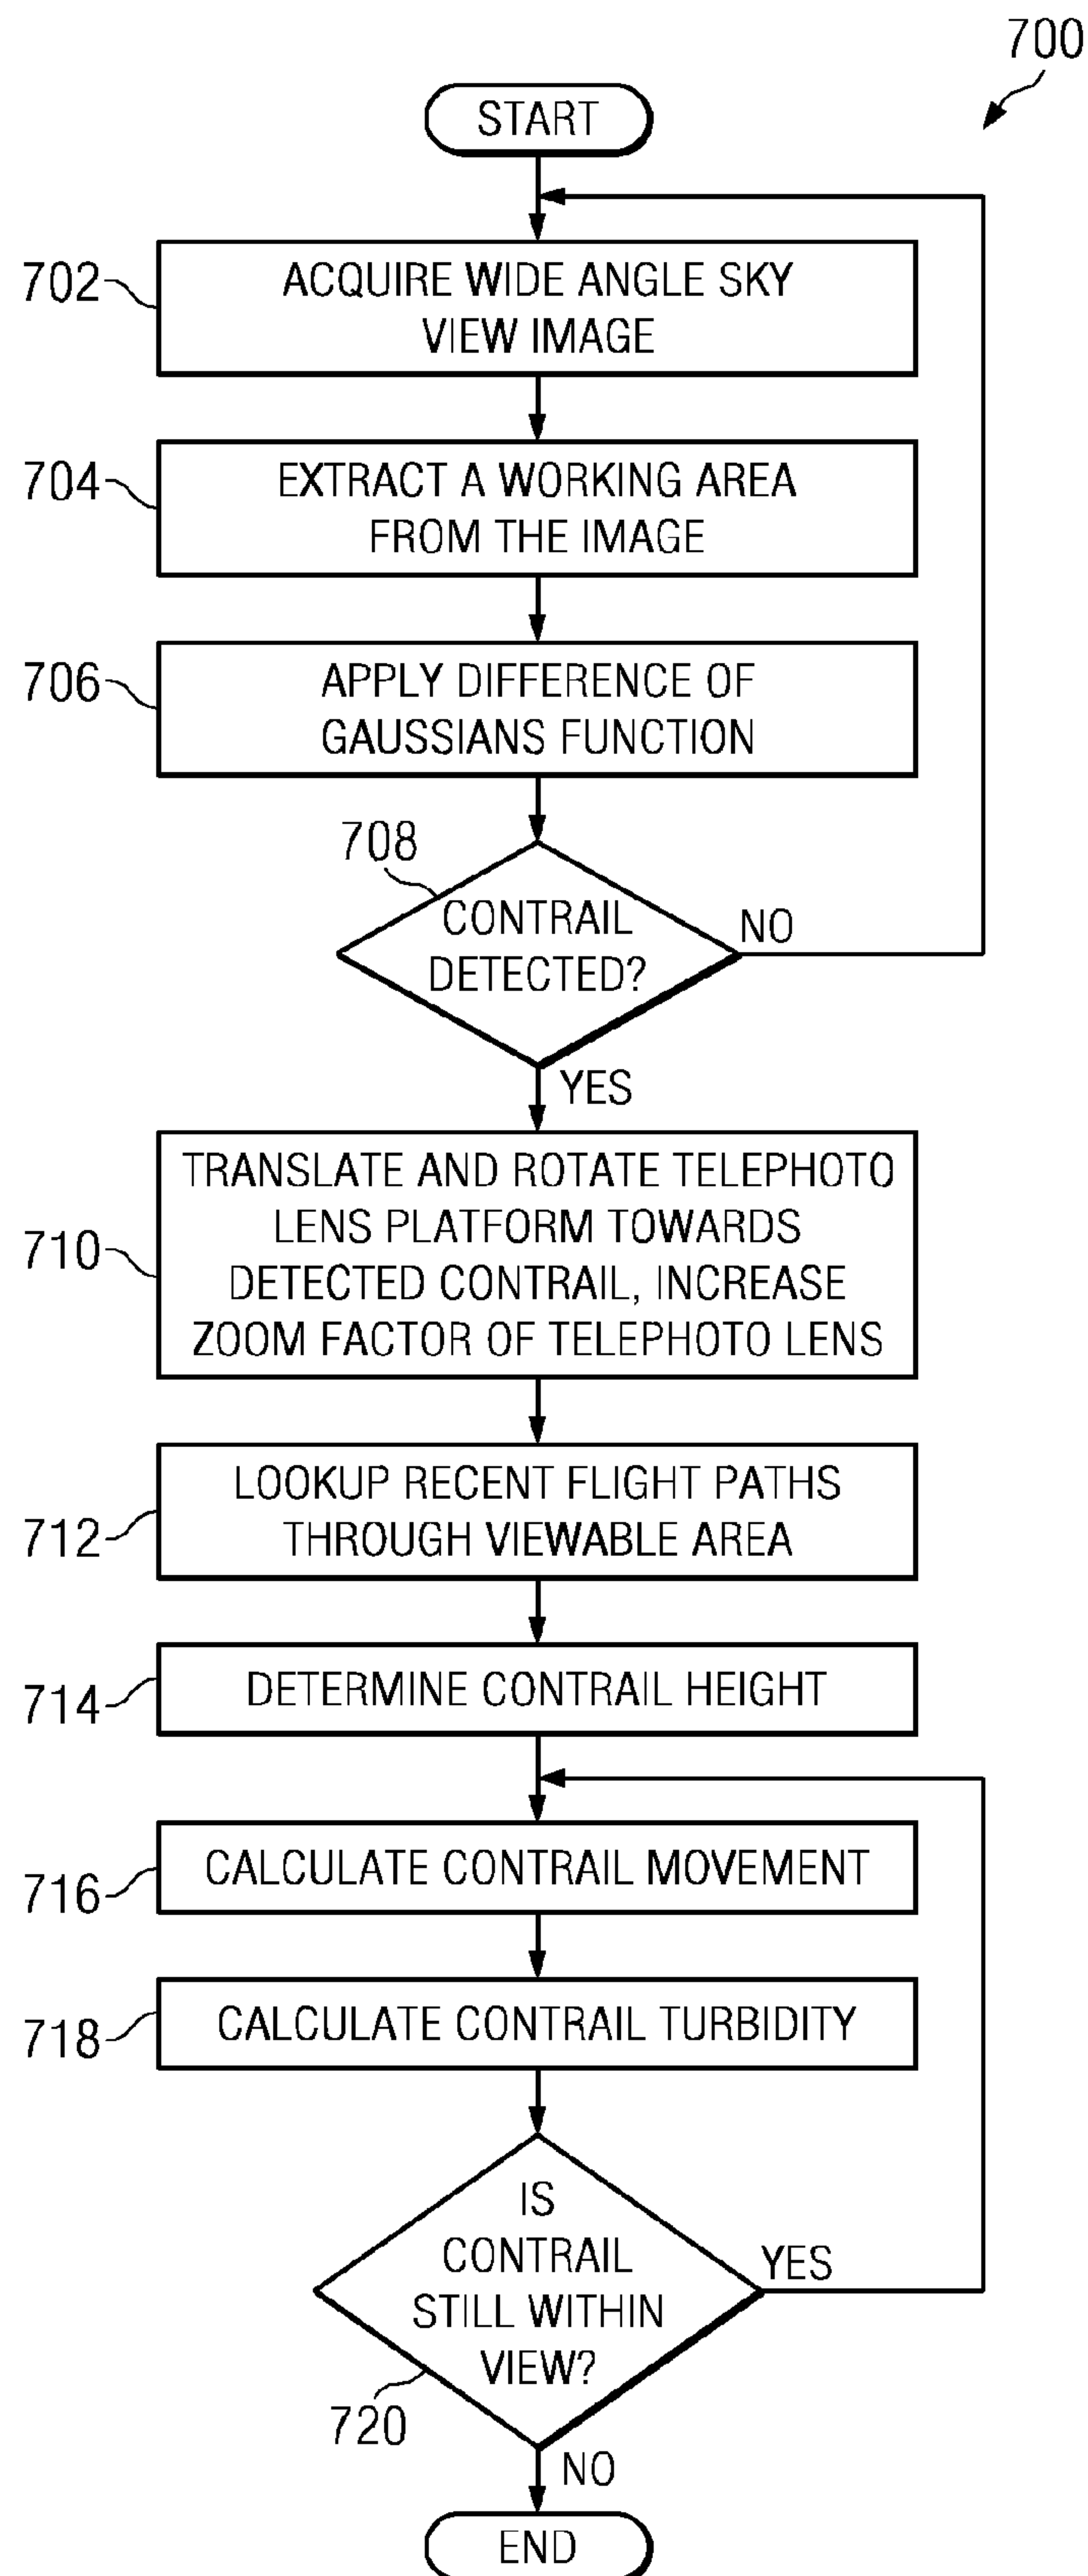 700
START
702
ACQUIRE WIDE ANGLE SKY
VIEW IMAGE
704
EXTRACT A WORKING AREA
FROM THE IMAGE
706
APPLY DIFFERENCE OF
GAUSSIANS FUNCTION
708
CONTRAIL
DETECTED?
NO
YES
710
TRANSLATE AND ROTATE TELEPHOTO
LENS PLATFORM TOWARDS
DETECTED CONTRAIL, INCREASE
ZOOM FACTOR OF TELEPHOTO LENS
712
LOOKUP RECENT FLIGHT PATHS
THROUGH VIEWABLE AREA
714
DETERMINE CONTRAIL HEIGHT
716
CALCULATE CONTRAIL MOVEMENT
718
CALCULATE CONTRAIL TURBIDITY
IS
CONTRAIL
STILL WITHIN
VIEW?
YES
720
NO
END